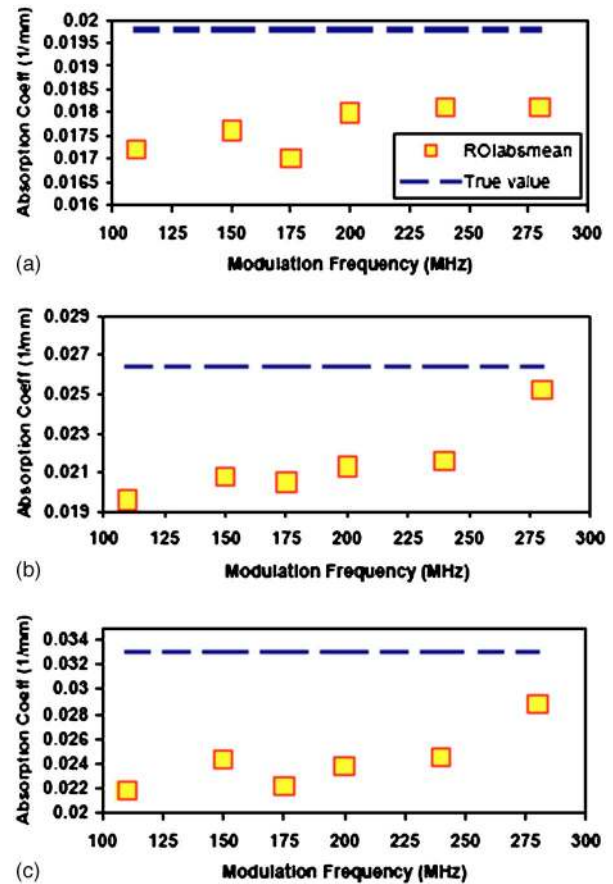 Absorption Coeff (1/mm)
0.02
0.0195
0.019
0.0185
0.018
0.0175
0.017
0.0165
0.016
ROIabsmean
True value
100 125 150 175 200 225 250 275 300
(a)
Modulation Frequency (MHz)
Absorption Coeff (1/mm)
0.029
0.027
0.025
0.023
0.021
0.019
100 125 150 175 200 225 250 275 300
(b)
Modulation Frequency (MHz)
Absorption Coeff (1/mm)
0.034
0.032
0.03
0.028
0.026
0.024
0.022
0.02
100 125 150 175 200 225 250 275 300
(c)
Modulation Frequency (MHz)